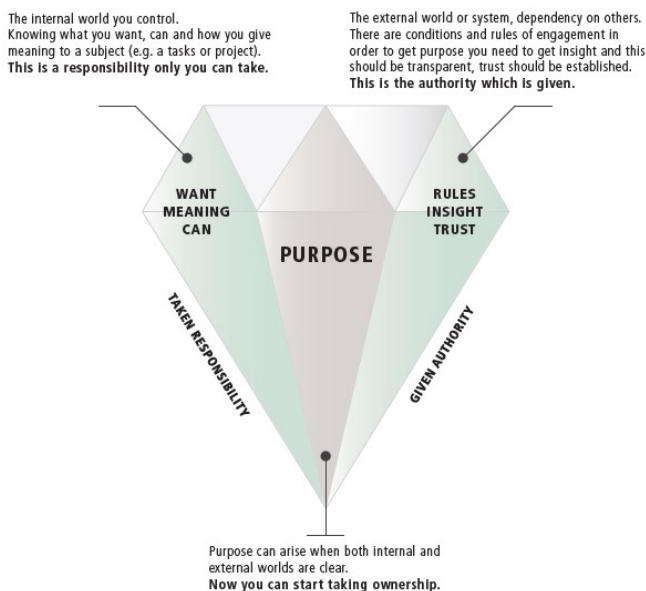 The internal world you control.
Knowing what you want, can and how you give
meaning to a subject (e.g. a tasks or project).
This is a responsibility only you can take.
The external world or system, dependency on others.
There are conditions and rules of engagement in
order to get purpose you need to get insight and this
should be transparent, trust should be established.
This is the authority which is given.
WANT
MEANING
CAN
PURPOSE
RULES
INSIGHT
TRUST
TAKEN RESPONSIBILITY
GIVEN AUTHORITY
Purpose can arise when both internal and
external worlds are clear.
Now you can start taking ownership.